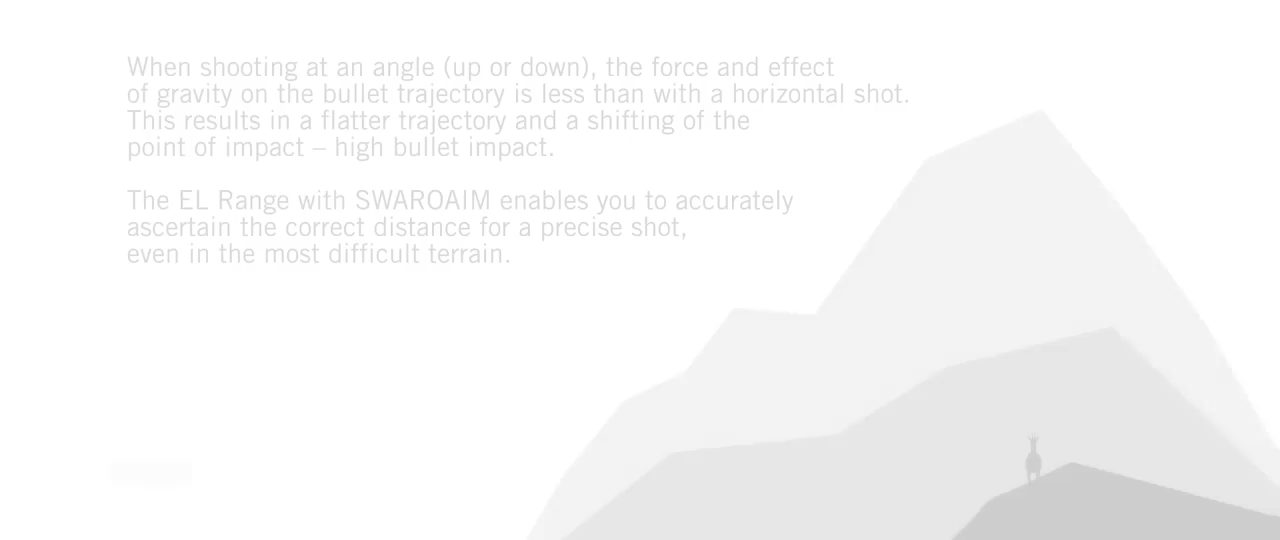 When shooting at an angle (up or down), the force and effect
of gravity on the bullet trajectory is less than with a horizontal shot.
This results in a flatter trajectory and a shifting of the
point of impact – high bullet impact.
The EL Range with SWAROAIM enables you to accurately
ascertain the correct distance for a precise shot,
even in the most difficult terrain.